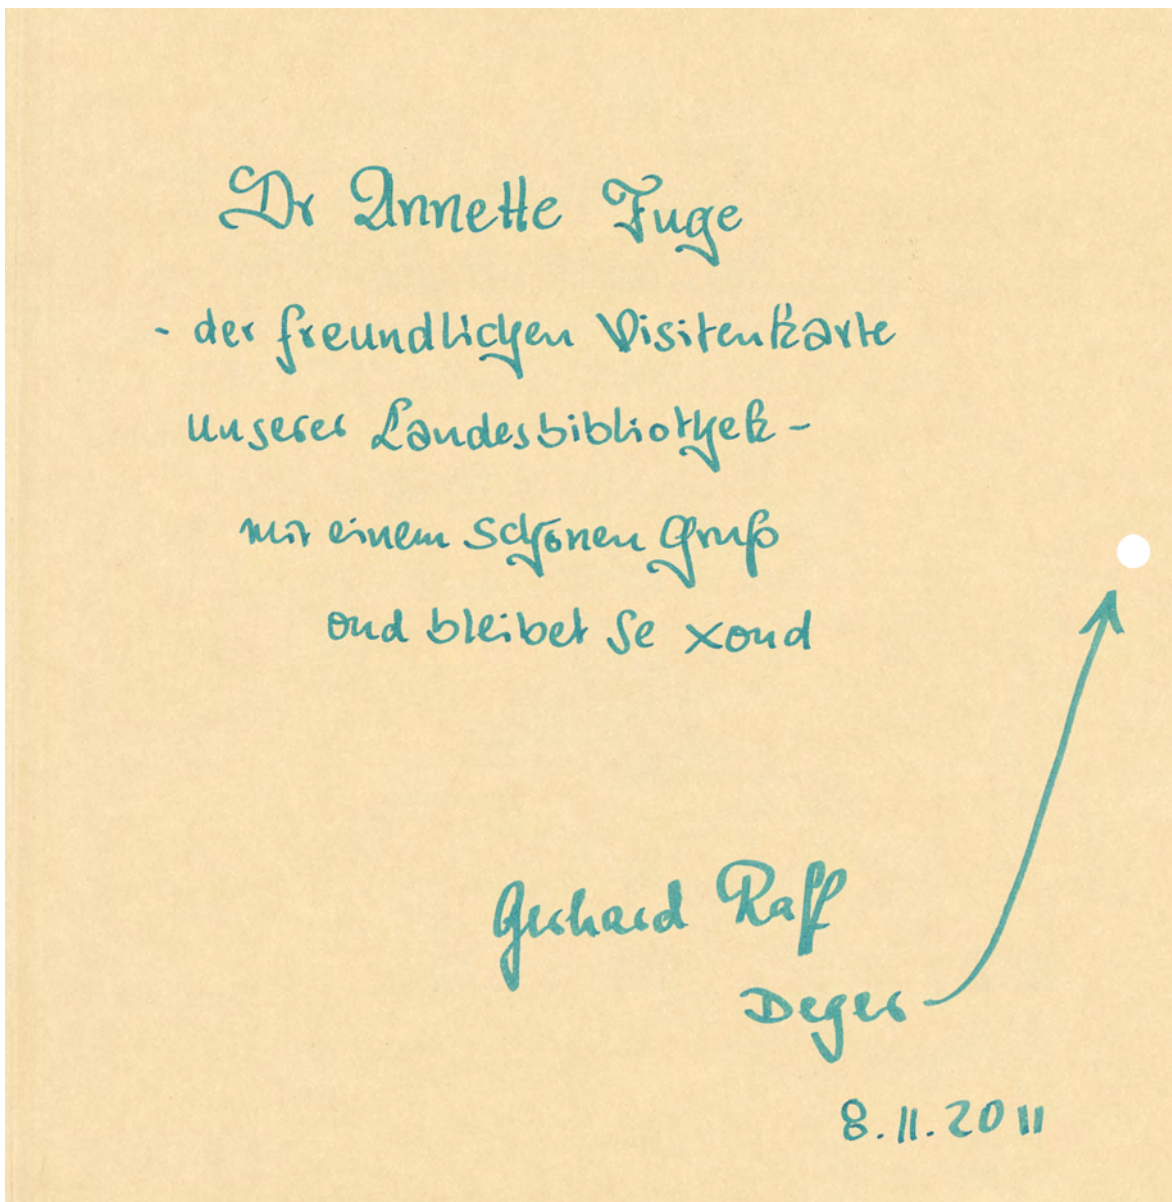 Dr Annette Fuge
- der freundlichen Visitenkarte
unserer Landesbibliothek -
mit einem schönen Gruß
ond bleibet Se xond
Gerhard Raff
Deger
8.11.2011